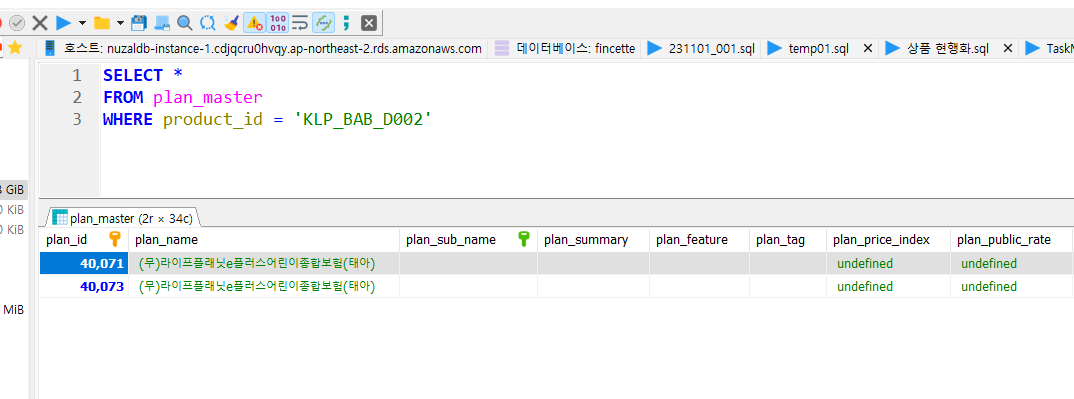 호스트: nuzaldb-instance-1.cdjqcru0hvqy.ap-northeast-2.rds.amazonaws.com 데이터베이스: fincette 231101_001.sql temp01.sql 상품 현행화.sql TaskM
1 SELECT *
2 FROM plan_master
3 WHERE product_id = 'KLP_BAB_D002'
GiB
KiB
KiB
MiB
plan_master (2r × 34c)
plan_id plan_name plan_sub_name plan_summary plan_feature plan_tag plan_price_index plan_public_rate
40,071 (무)라이프플래닛e플러스어린이종합보험(태아) undefined undefined
40,073 (무)라이프플래닛e플러스어린이종합보험(태아) undefined undefined